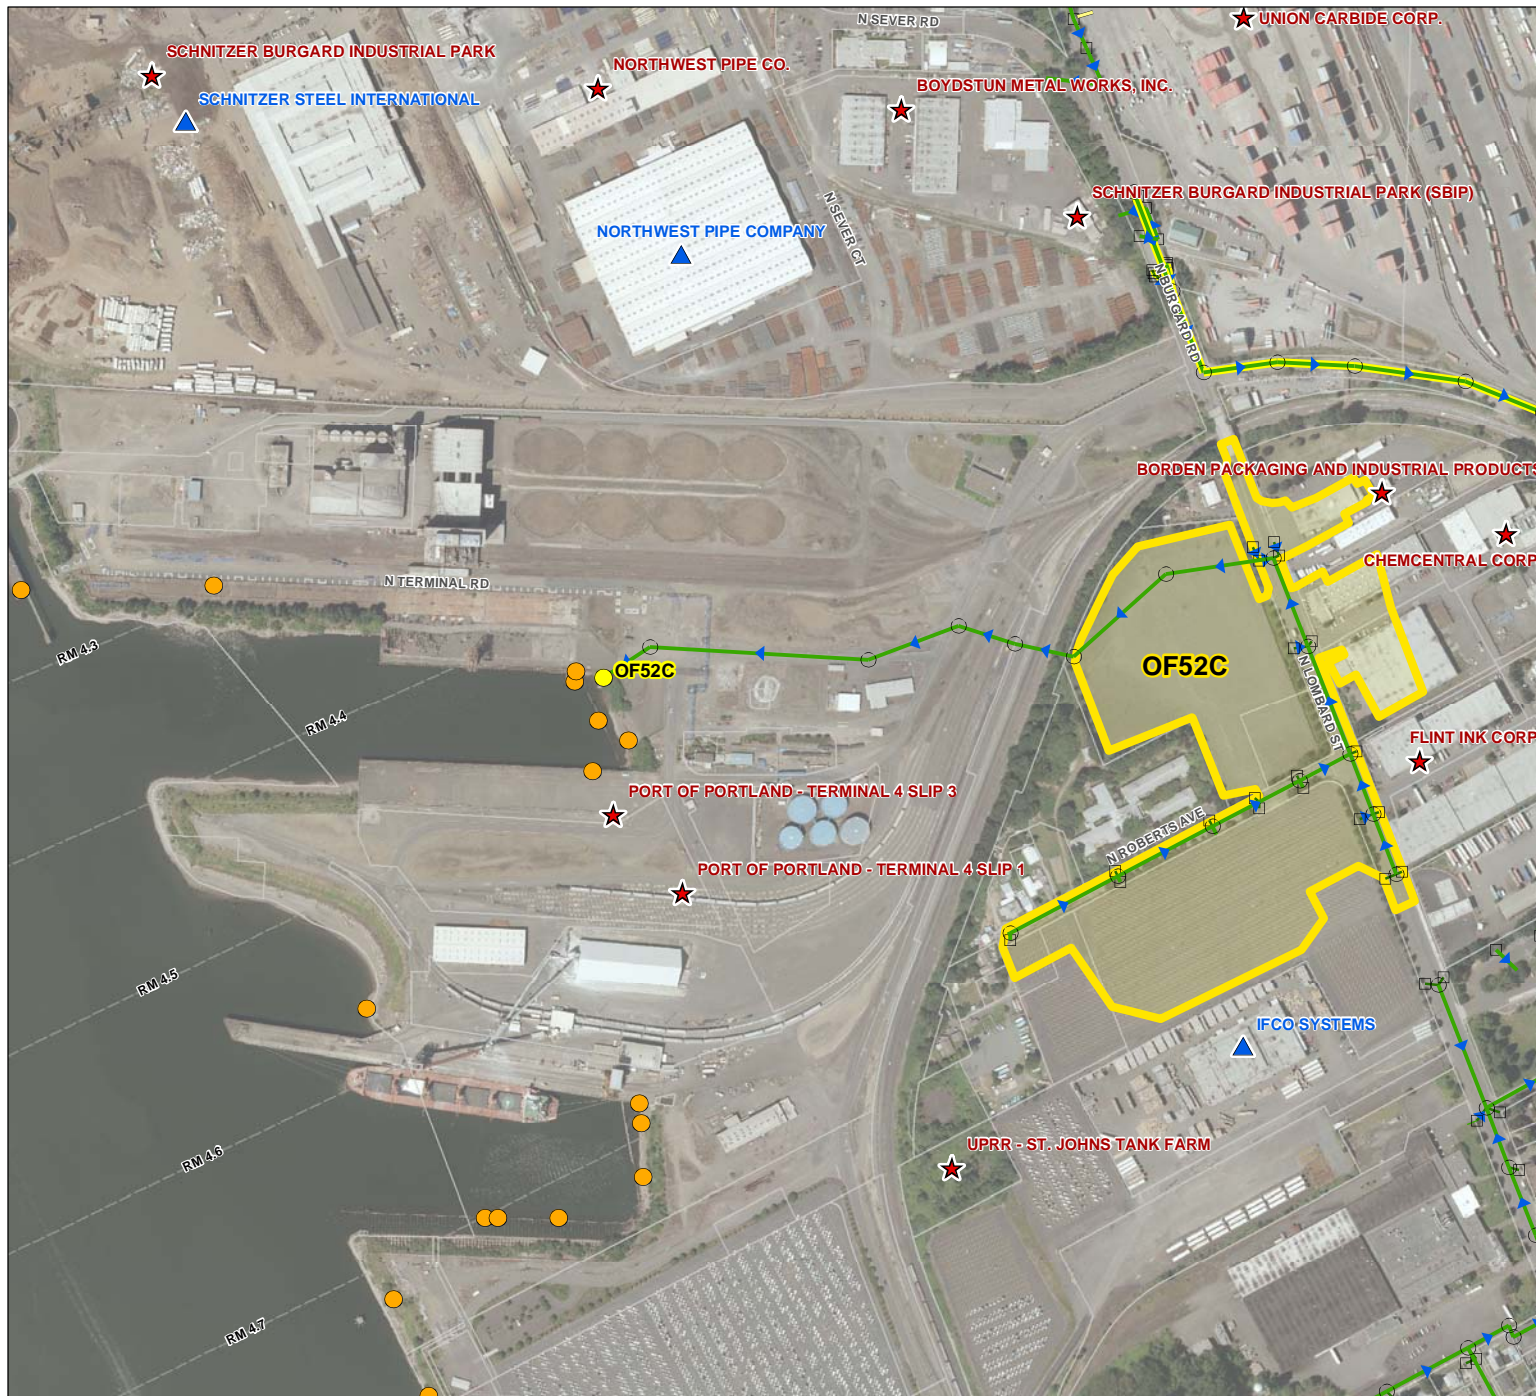 N SEVER RD
UNION CARBIDE CORP.
SCHNITZER BURGARD INDUSTRIAL PARK
NORTHWEST PIPE CO.
BOYDSTUN METAL WORKS, INC.
SCHNITZER STEEL INTERNATIONAL
SCHNITZER BURGARD INDUSTRIAL PARK (SBIP)
N SEVER CT
NORTHWEST PIPE COMPANY
N BURGARD RD
BORDEN PACKAGING AND INDUSTRIAL PRODUCTS
CHEMCENTRAL CORP
N TERMINAL RD
RM 4.3
OF52C
OF52C
N LOMBARD ST
RM 4.4
FLINT INK CORP
PORT OF PORTLAND - TERMINAL 4 SLIP 3
N ROBERTS AVE
PORT OF PORTLAND - TERMINAL 4 SLIP 1
RM 4.5
IFCO SYSTEMS
UPRR - ST. JOHNS TANK FARM
RM 4.6
RM 4.7